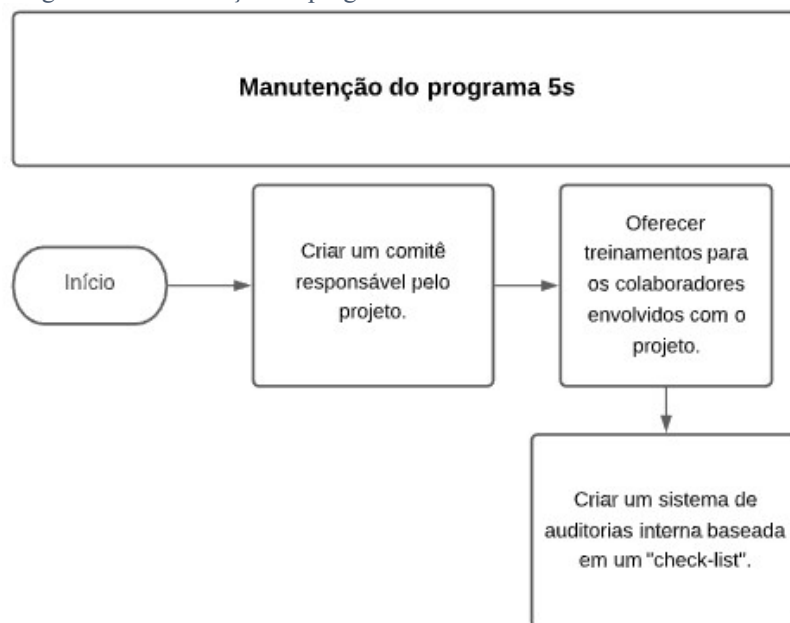 Manutenção do programa 5s
Início
Criar um comitê
responsável pelo
projeto.
Oferecer
treinamentos para
os colaboradores
envolvidos com o
projeto.
Criar um sistema de
auditorias interna baseada
em um "check-list".